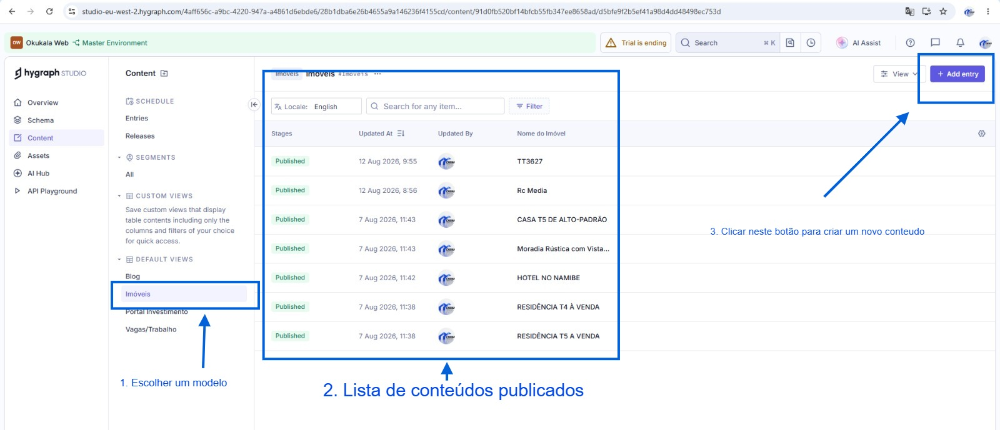 studio-eu-west-2.hygraph.com/4aff656c-a9bc-4220-947a-a4861d6ebde6/28b1dba6e26b4655a9a146236f4155cd/content/91d0fb520bf14bfcb55fb347ee8658ad/d5bfe9f2b5ef41a98d4dd48498ec753d
OW Okukala Web Master Environment
Trial is ending
Search ⌘ K
AI Assist
hygraph STUDIO
Overview
Schema
Content
Assets
AI Hub
API Playground
Content
SCHEDULE
Entries
Releases
SEGMENTS
All
CUSTOM VIEWS
Save custom views that display
table contents including only the
columns and filters of your choice
for quick access.
DEFAULT VIEWS
Blog
Imóveis
Portal Investimento
Vagas/Trabalho
1. Escolher um modelo
Imóveis Imóveis #Imoveis ···
View
+ Add entry
Locale: English
Search for any item...
Filter
Stages Updated At Updated By Nome do Imóvel
Published 12 Aug 2026, 9:55 TT3627
Published 12 Aug 2026, 8:56 Rc Media
Published 7 Aug 2026, 11:43 CASA T5 DE ALTO-PADRÃO
Published 7 Aug 2026, 11:43 Moradia Rústica com Vista...
Published 7 Aug 2026, 11:42 HOTEL NO NAMIBE
Published 7 Aug 2026, 11:38 RESIDÊNCIA T4 À VENDA
Published 7 Aug 2026, 11:38 RESIDÊNCIA T5 A VENDA
2. Lista de conteúdos publicados
3. Clicar neste botão para criar um novo conteudo